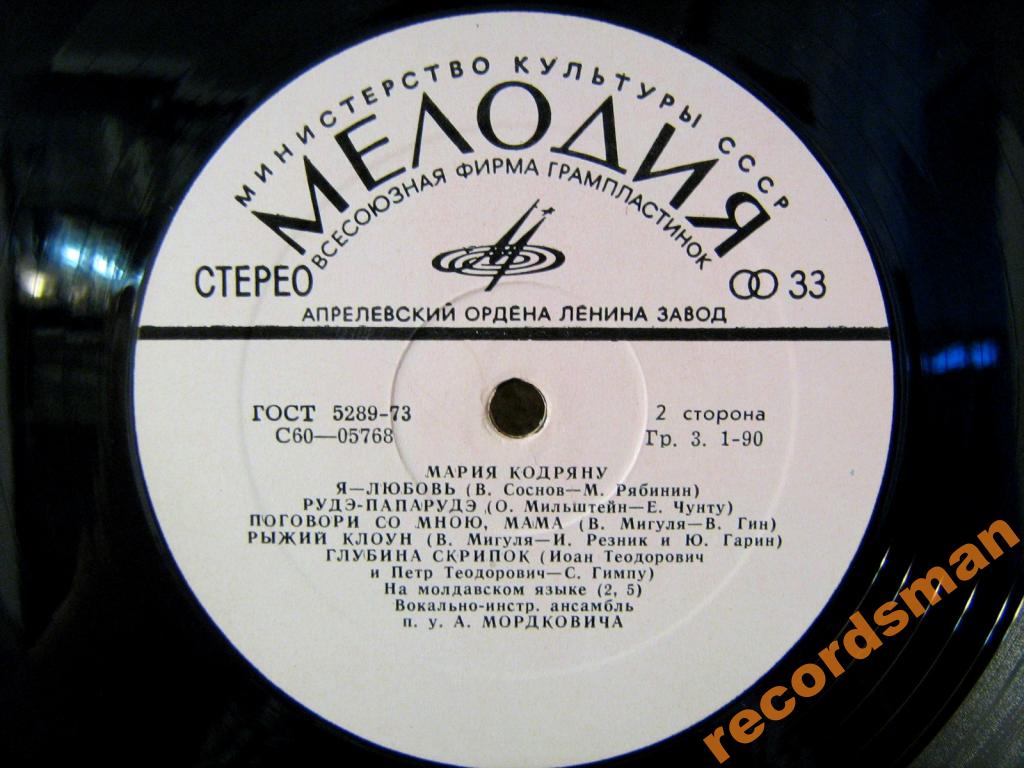 МИНИСТЕРСТВО КУЛЬТУРЫ СССР
МЕЛОДИЯ
ВСЕСОЮЗНАЯ ФИРМА ГРАМПЛАСТИНОК
СТЕРЕО
33
АПРЕЛЕВСКИЙ ОРДЕНА ЛЕНИНА ЗАВОД
ГОСТ 5289-73
2 сторона
С60—05768
Гр. 3. 1-90
МАРИЯ КОДРЯНУ
Я—ЛЮБОВЬ (В. Соснов—М. Рябинин)
РУДЭ-ПАПАРУДЭ (О. Мильштейн—Е. Чунту)
ПОГОВОРИ СО МНОЮ, МАМА (В. Мигуля—В. Гин)
РЫЖИЙ КЛОУН (В. Мигуля—И. Резник и Ю. Гарин)
ГЛУБИНА СКРИПОК (Иоан Теодорович
и Петр Теодорович—С. Гимпу)
На молдавском языке (2, 5)
Вокально-инстр. ансамбль
п. у. А. МОРДКОВИЧА
recordsman